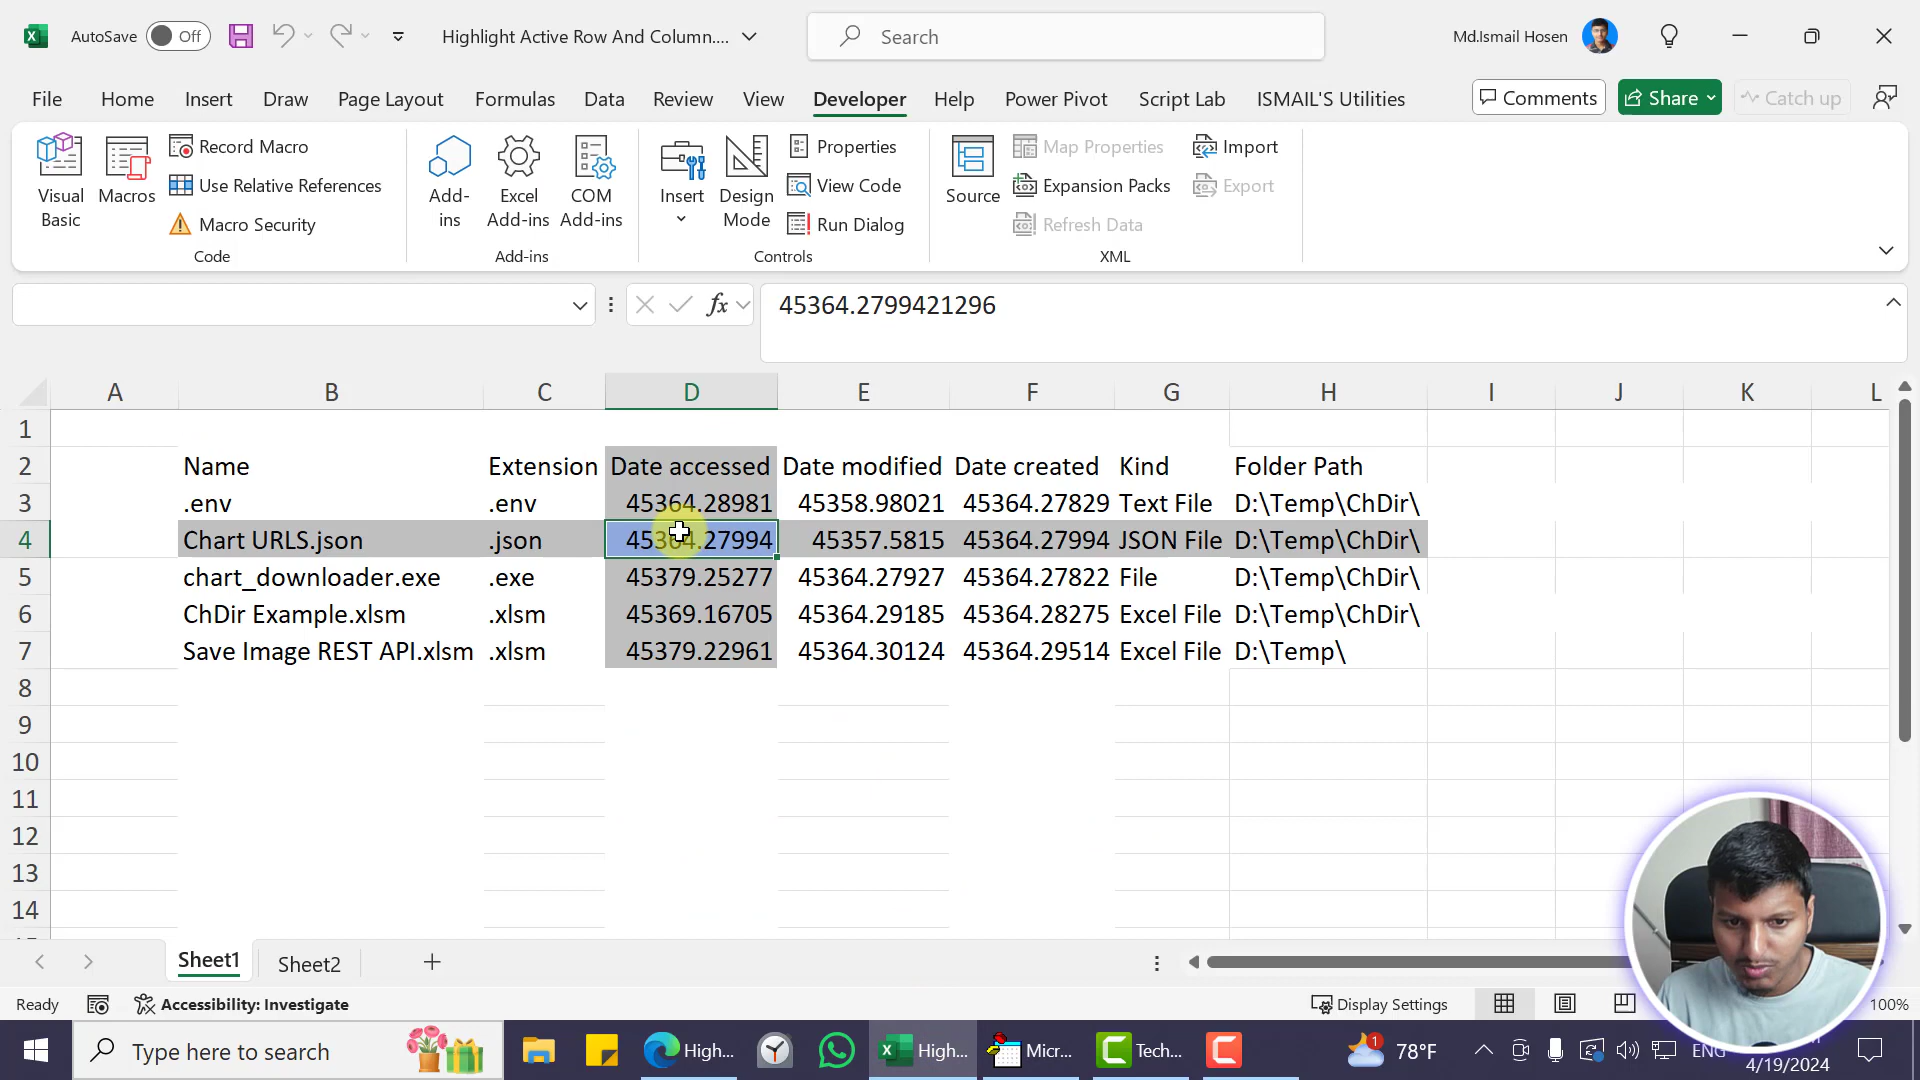 AutoSave Off Highlight Active Row And Column.... Search Md.Ismail Hosen
File Home Insert Draw Page Layout Formulas Data Review View Developer Help Power Pivot Script Lab ISMAIL'S Utilities Comments Share Catch up
Visual Basic
Macros
Record Macro
Use Relative References
Macro Security
Code
Add-ins
Excel Add-ins
COM Add-ins
Add-ins
Insert
Design Mode
Properties
View Code
Run Dialog
Controls
Source
Map Properties
Expansion Packs
Refresh Data
Import
Export
XML
fx 45364.2799421296
A B C D E F G H I J K L
1
2 Name Extension Date accessed Date modified Date created Kind Folder Path
3 .env .env 45364.28981 45358.98021 45364.27829 Text File D:\Temp\ChDir\
4 Chart URLS.json .json 45364.27994 45357.5815 45364.27994 JSON File D:\Temp\ChDir\
5 chart_downloader.exe .exe 45379.25277 45364.27927 45364.27822 File D:\Temp\ChDir\
6 ChDir Example.xlsm .xlsm 45369.16705 45364.29185 45364.28275 Excel File D:\Temp\ChDir\
7 Save Image REST API.xlsm .xlsm 45379.22961 45364.30124 45364.29514 Excel File D:\Temp\
8
9
10
11
12
13
14
Sheet1 Sheet2
Ready Accessibility: Investigate Display Settings 100%
Type here to search High... High... Micr... Tech... 1 78°F ENG
4/19/2024